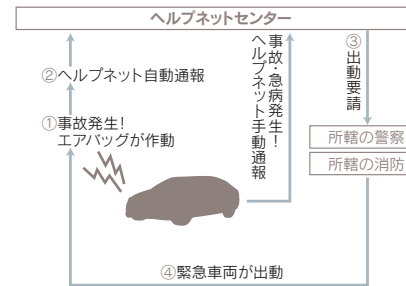 ヘルプネットセンター
②ヘルプネット自動通報
①事故発生!
エアバッグが作動
事故・急病発生!
ヘルプネット手動通報
③出動要請
所轄の警察
所轄の消防
④緊急車両が出動